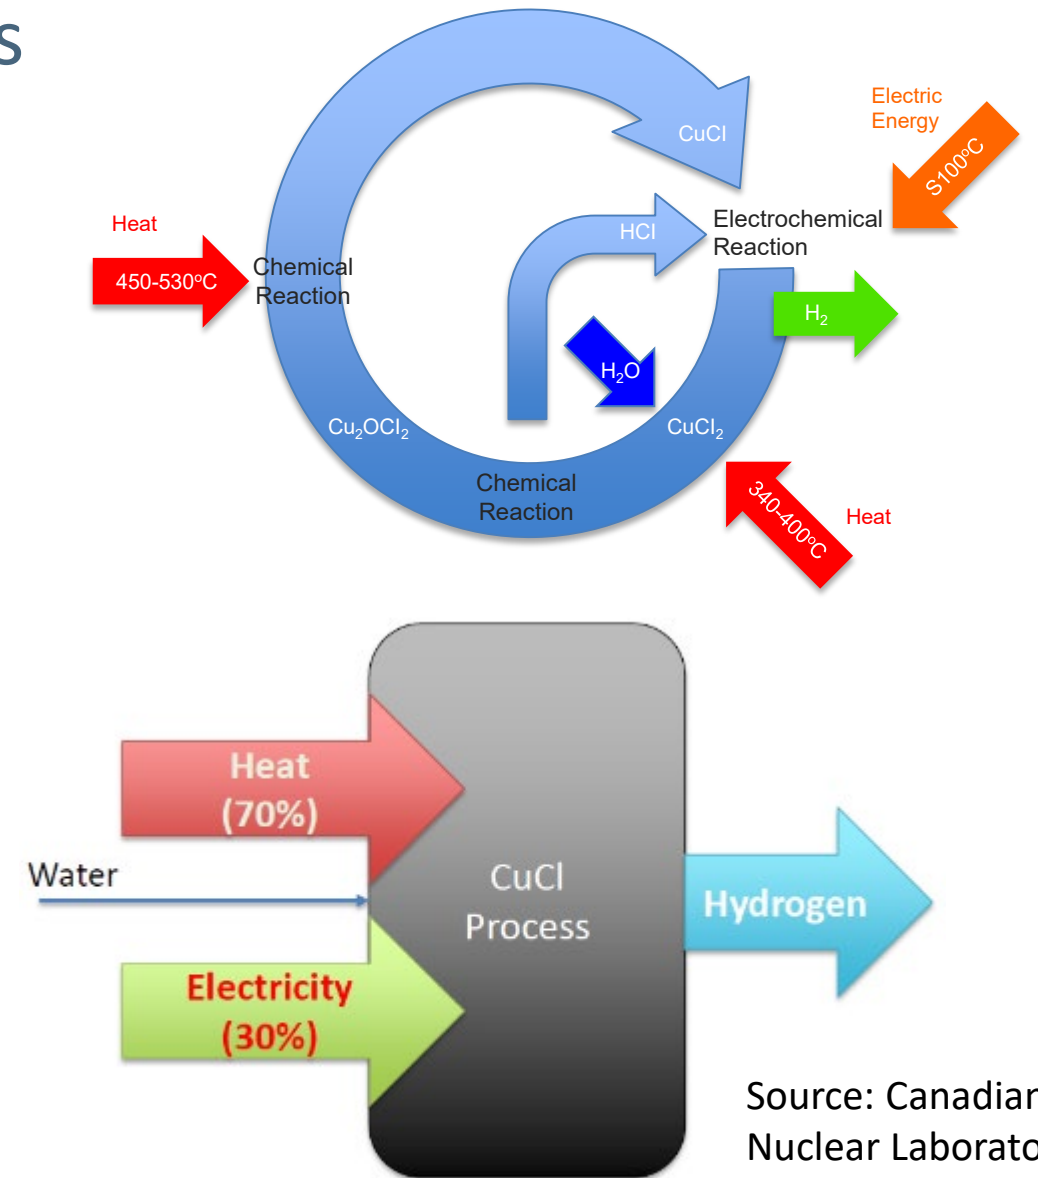 s
CuCl
Electric
Energy
S100°C
Heat
HCl
Electrochemical
Reaction
450-530°C
Chemical
Reaction
H₂
H₂O
Cu₂OCl₂
CuCl₂
Chemical
Reaction
340-400°C
Heat
Heat
(70%)
Water
CuCl
Process
Hydrogen
Electricity
(30%)
Source: Canadian
Nuclear Laborato